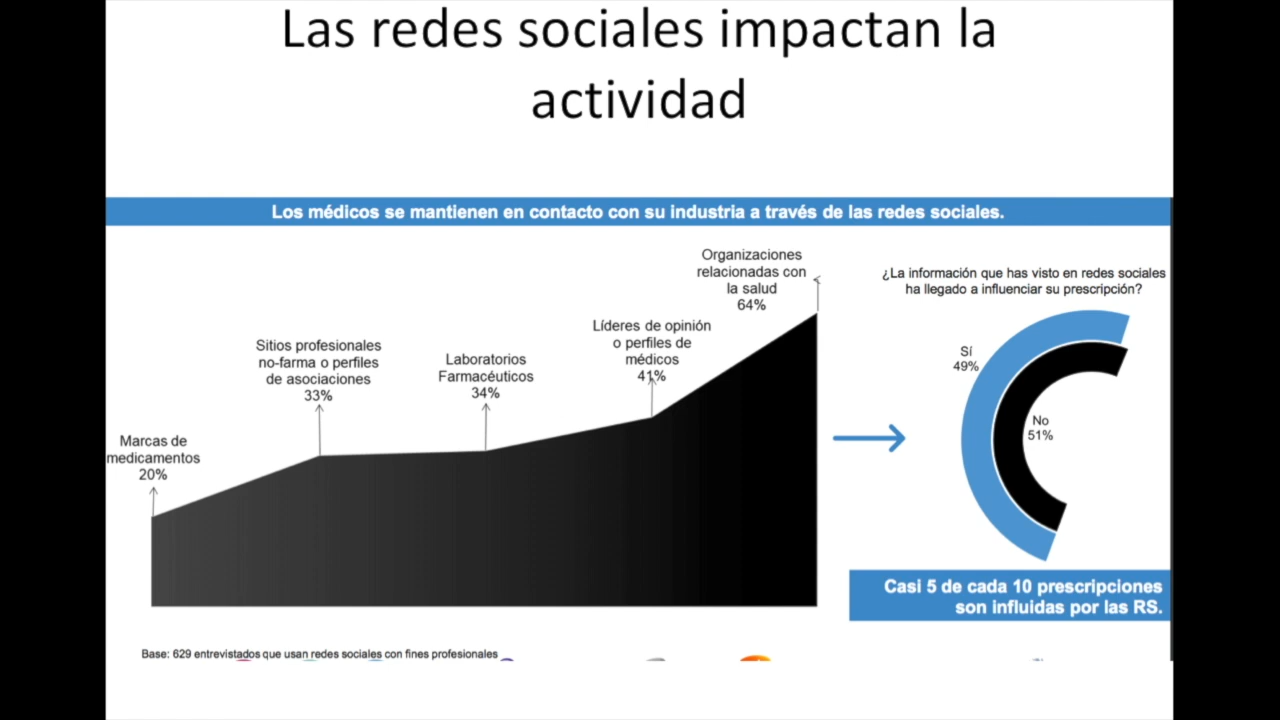 Las redes sociales impactan la
actividad
Los médicos se mantienen en contacto con su industria a través de las redes sociales.
Marcas de
medicamentos
20%
Sitios profesionales
no-farma o perfiles
de asociaciones
33%
Laboratorios
Farmacéuticos
34%
Líderes de opinión
o perfiles de
médicos
41%
Organizaciones
relacionadas con
la salud
64%
¿La información que has visto en redes sociales
ha llegado a influenciar su prescripción?
Sí
49%
No
51%
Casi 5 de cada 10 prescripciones
son influidas por las RS.
Base: 629 entrevistados que usan redes sociales con fines profesionales